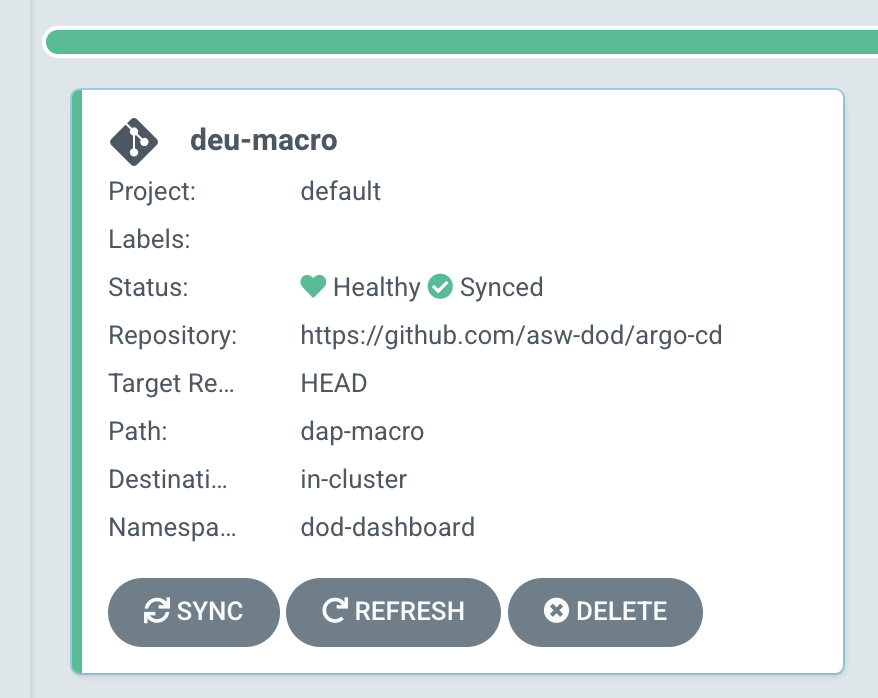 deu-macro
Project: default
Labels:
Status: Healthy Synced
Repository: https://github.com/asw-dod/argo-cd
Target Re... HEAD
Path: dap-macro
Destinati... in-cluster
Namespa... dod-dashboard
SYNC REFRESH DELETE